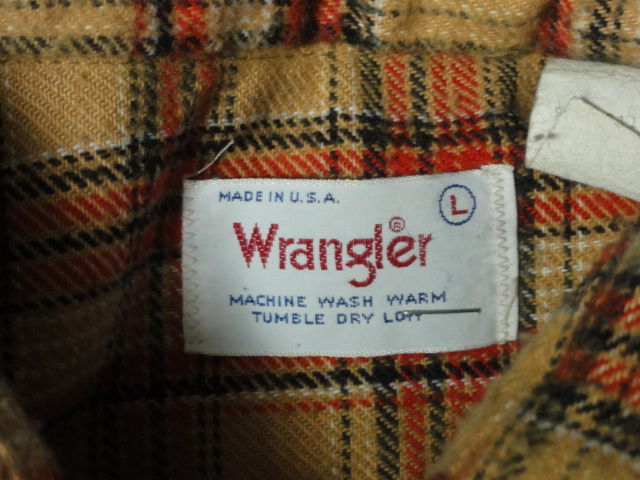 MADE IN U.S.A.
L
Wrangler®
MACHINE WASH WARM
TUMBLE DRY LOW